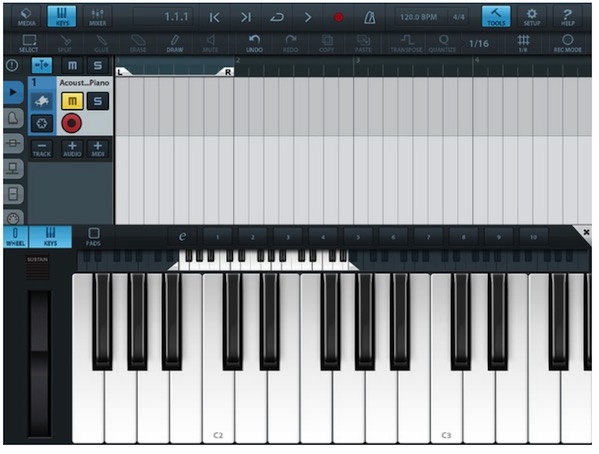 MEDIA KEYS MIXER 1.1.1 120.0 BPM 4/4 TOOLS SETUP HELP
SELECT SPLIT GLUE ERASE DRAW MUTE UNDO REDO COPY PASTE TRANSPOSE QUANTIZE 1/16 1/8 REC MODE
M S L R 2 3 4
1 Acoust...Piano
M S
TRACK AUDIO MIDI
WHEEL KEYS PADS e 1 2 3 4 5 6 7 8 9 10
SUSTAIN
C2 C3